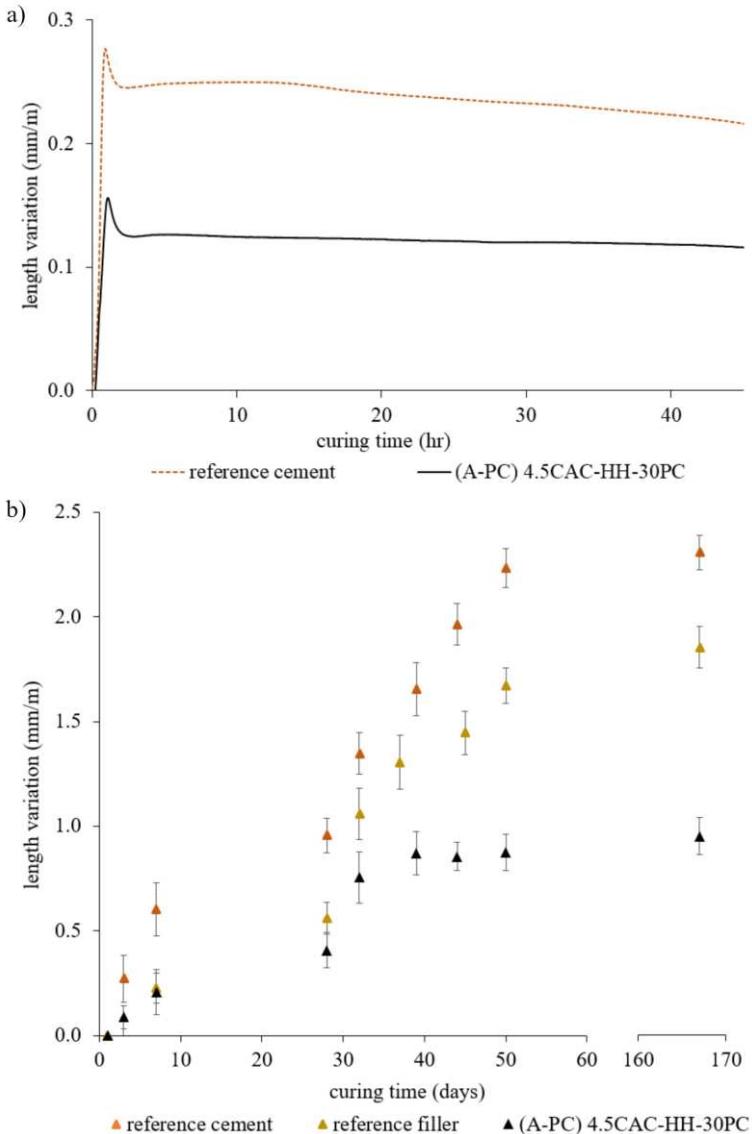 a)
0.3
0.2
0.1
0.0
length variation (mm/m)
0 10 20 30 40
curing time (hr)
reference cement (A-PC) 4.5CAC-HH-30PC
b)
2.5
2.0
1.5
1.0
0.5
0.0
length variation (mm/m)
0 10 20 30 40 50 60 160 170
curing time (days)
reference cement reference filler (A-PC) 4.5CAC-HH-30PC